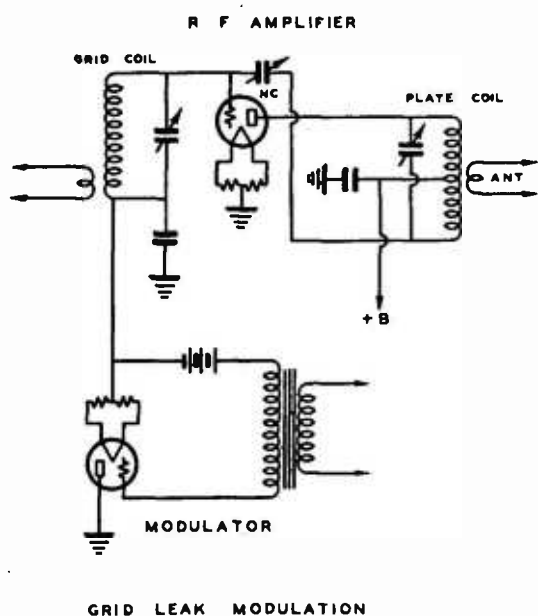 R F AMPLIFIER
GRID COIL
NC
PLATE COIL
ANT
+B
MODULATOR
GRID LEAK MODULATION